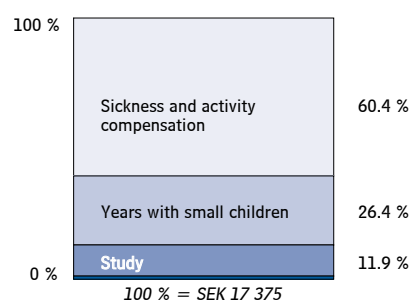 100 %
Sickness and activity
compensation
60.4 %
Years with small children
26.4 %
Study
11.9 %
0 %
100 % = SEK 17 375